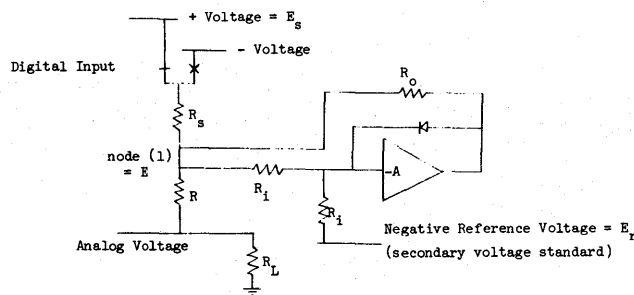 + Voltage = E_s
- Voltage
Digital Input
R_o
R_s
node (1)
= E
-A
R_i
R
R_i
Negative Reference Voltage = E_r
(secondary voltage standard)
Analog Voltage
R_L